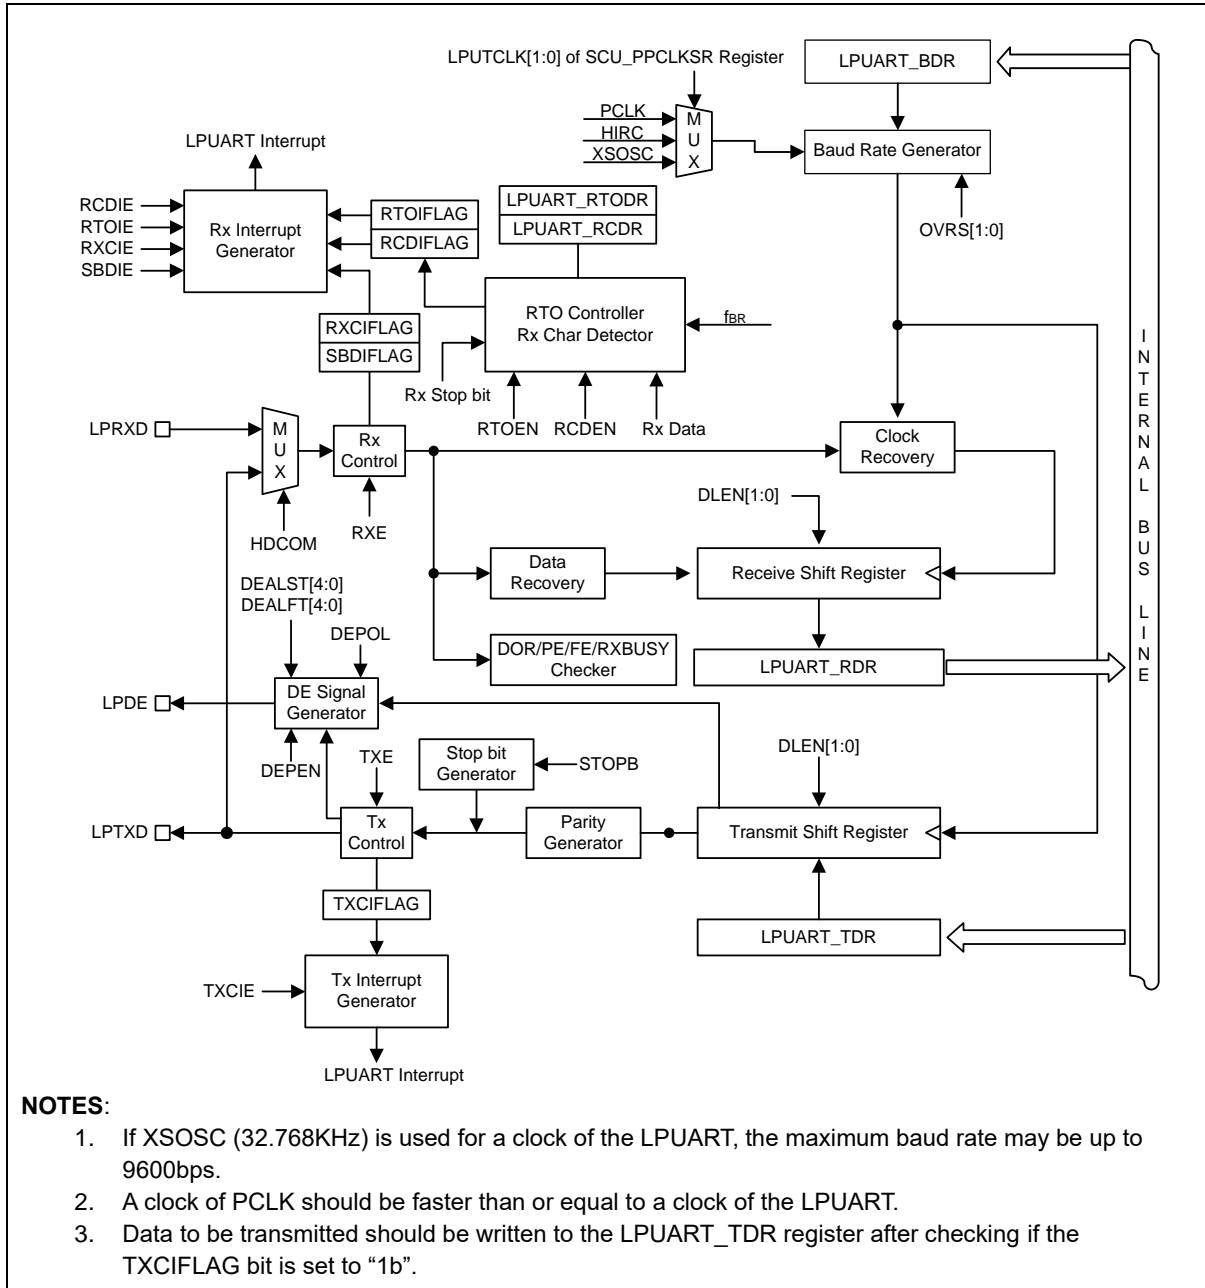 LPUTCLK[1:0] of SCU_PPCLKSR Register
LPUART_BDR
PCLK
HIRC
XSOSC
MUX
Baud Rate Generator
OVRS[1:0]
LPUART Interrupt
RCDIE
RTOIE
RXCIE
SBDIE
Rx Interrupt
Generator
RTOIFLAG
RCDIFLAG
LPUART_RTODR
LPUART_RCDR
RTO Controller
Rx Char Detector
fBR
RXCIFLAG
SBDIFLAG
Rx Stop bit
RTOEN
RCDEN
Rx Data
INTERNAL BUS LINE
LPRXD
MUX
Rx
Control
Clock
Recovery
HDCOM
RXE
DLEN[1:0]
Data
Recovery
Receive Shift Register
DEALST[4:0]
DEALFT[4:0]
DEPOL
DOR/PE/FE/RXBUSY
Checker
LPUART_RDR
LPDE
DE Signal
Generator
DEPEN
TXE
Stop bit
Generator
STOPB
DLEN[1:0]
LPTXD
Tx
Control
Parity
Generator
Transmit Shift Register
TXCIFLAG
LPUART_TDR
TXCIE
Tx Interrupt
Generator
LPUART Interrupt
NOTES:
1. If XSOSC (32.768KHz) is used for a clock of the LPUART, the maximum baud rate may be up to
9600bps.
2. A clock of PCLK should be faster than or equal to a clock of the LPUART.
3. Data to be transmitted should be written to the LPUART_TDR register after checking if the
TXCIFLAG bit is set to “1b”.